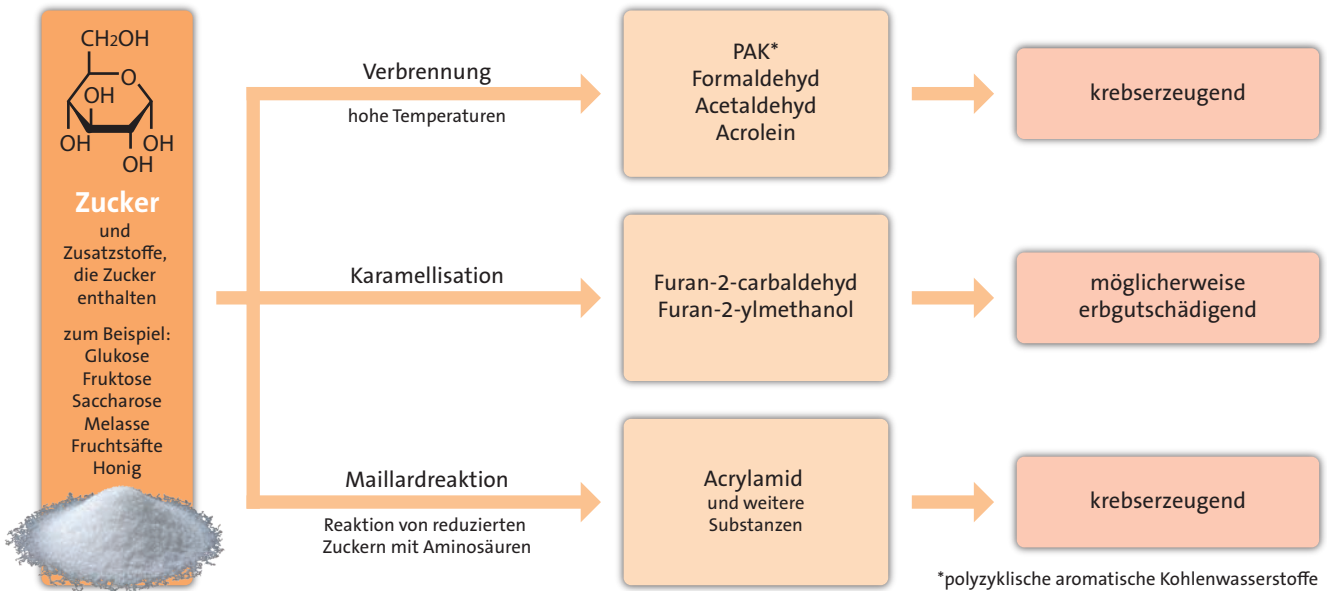 CH2OH
O
OH
OH
OH
OH
Zucker
und
Zusatzstoffe,
die Zucker
enthalten
zum Beispiel:
Glukose
Fruktose
Saccharose
Melasse
Fruchtsäfte
Honig
Verbrennung
hohe Temperaturen
PAK*
Formaldehyd
Acetaldehyd
Acrolein
krebserzeugend
Karamellisation
Furan-2-carbaldehyd
Furan-2-ylmethanol
möglicherweise
erbgutschädigend
Maillardreaktion
Reaktion von reduzierten
Zuckern mit Aminosäuren
Acrylamid
und weitere
Substanzen
krebserzeugend
*polyzyklische aromatische Kohlenwasserstoffe